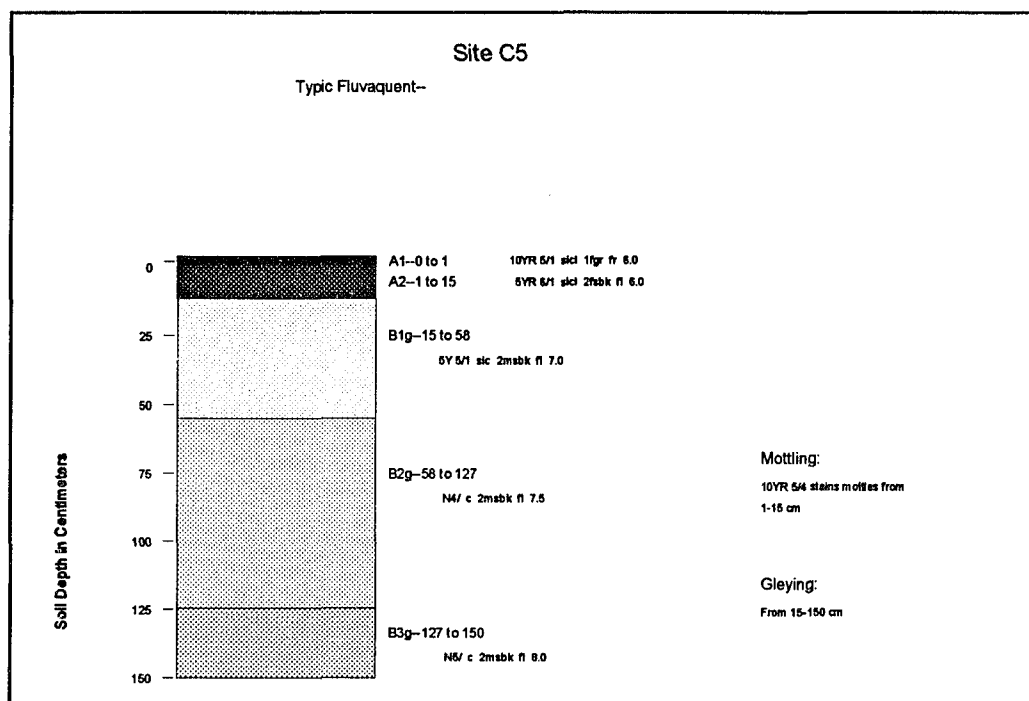 Site C5
Typic Fluvaquent--
A1--0 to 1 10YR 5/1 sicl 1fgr fr 6.0
A2--1 to 15 5YR 6/1 sicl 2fsbk fi 6.0
B1g--15 to 58
5Y 5/1 sic 2msbk fi 7.0
B2g--58 to 127
N4/ c 2msbk fi 7.5
B3g--127 to 150
N5/ c 2msbk fi 8.0
Soil Depth in Centimeters
0
25
50
75
100
125
150
Mottling:
10YR 5/4 stains mottles from
1-15 cm
Gleying:
From 15-150 cm